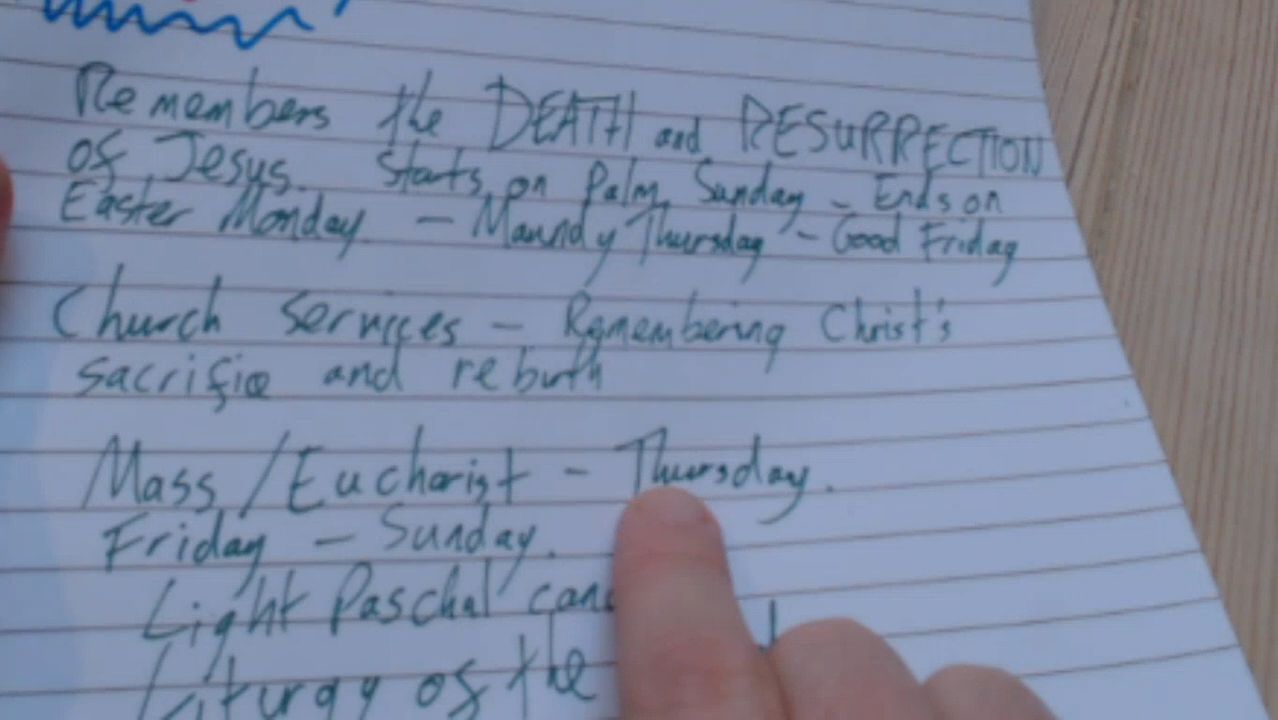 Remembers the DEATH and RESURRECTION
of Jesus. Starts on Palm Sunday - Ends on
Easter Monday. - Maundy Thursday - Good Friday
Church services - Remembering Christ's
sacrifice and rebirth
Mass/Eucharist - Thursday.
Friday - Sunday.
Light Paschal
Liturgy of the